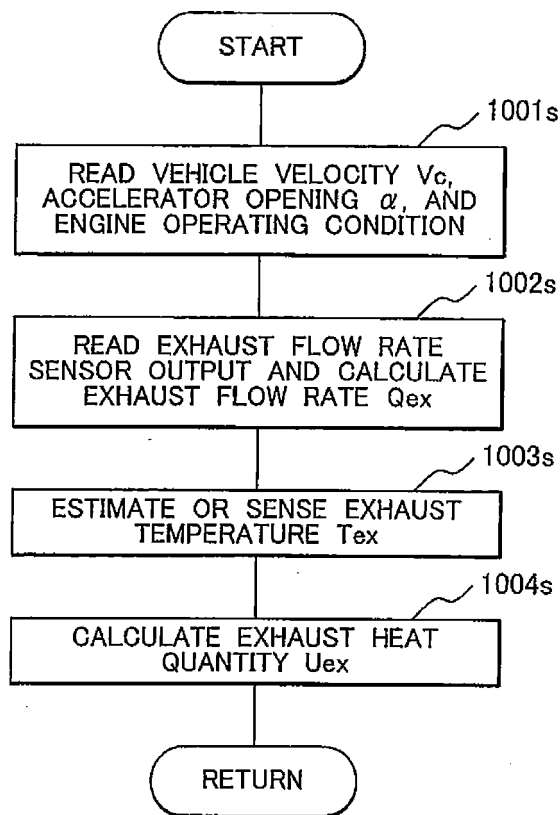 START
1001s
READ VEHICLE VELOCITY Vc,
ACCELERATOR OPENING α, AND
ENGINE OPERATING CONDITION
1002s
READ EXHAUST FLOW RATE
SENSOR OUTPUT AND CALCULATE
EXHAUST FLOW RATE Qex
1003s
ESTIMATE OR SENSE EXHAUST
TEMPERATURE Tex
1004s
CALCULATE EXHAUST HEAT
QUANTITY Uex
RETURN